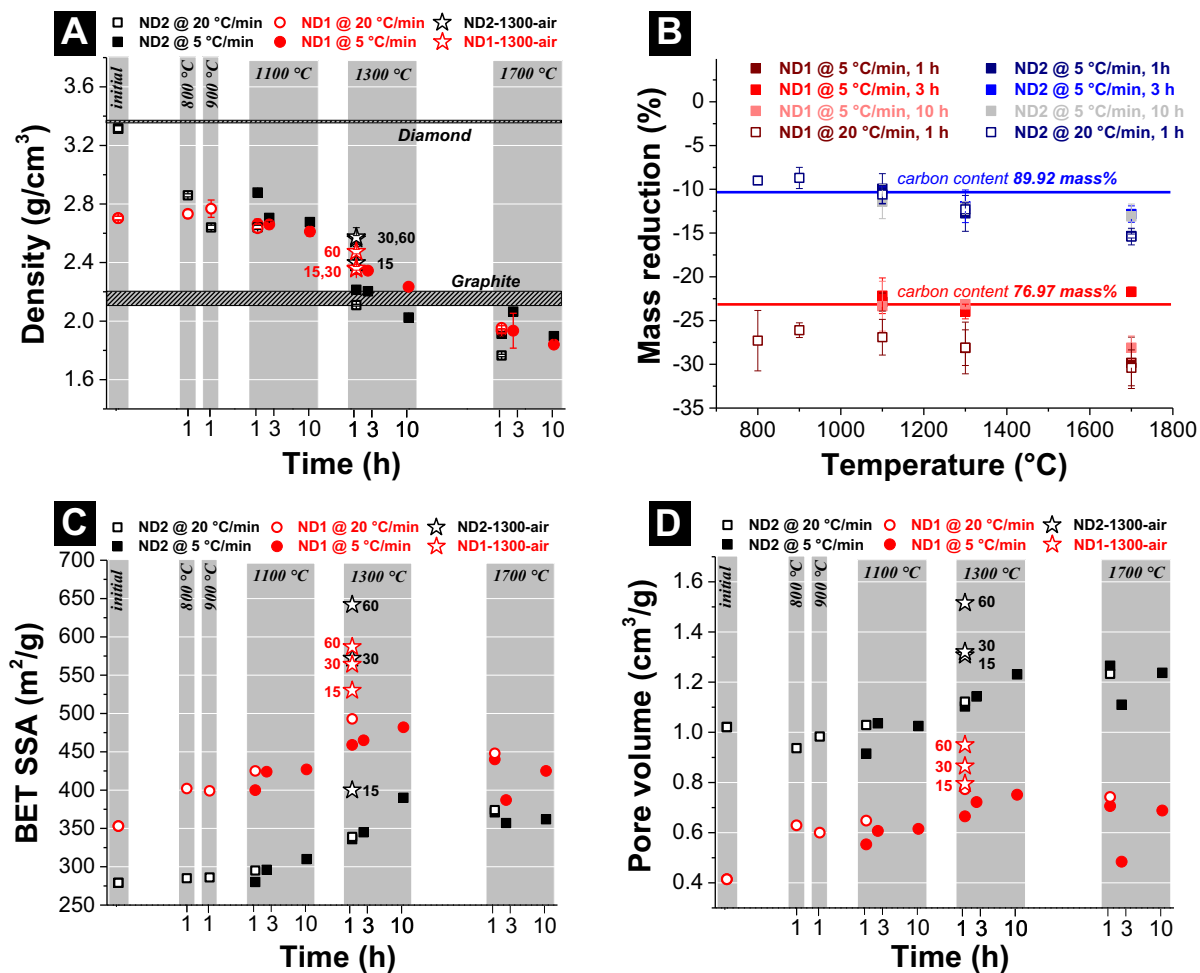 A
ND2 @ 20 °C/min
ND1 @ 20 °C/min
ND2-1300-air
ND2 @ 5 °C/min
ND1 @ 5 °C/min
ND1-1300-air
initial
800 °C
900 °C
1100 °C
1300 °C
1700 °C
Diamond
Graphite
30,60
60
15
15,30
3.6
3.2
2.8
2.4
2.0
1.6
Density (g/cm³)
1 1 1 3 10 1 3 10 1 3 10
Time (h)
B
ND1 @ 5 °C/min, 1 h
ND2 @ 5 °C/min, 1h
ND1 @ 5 °C/min, 3 h
ND2 @ 5 °C/min, 3 h
ND1 @ 5 °C/min, 10 h
ND2 @ 5 °C/min, 10 h
ND1 @ 20 °C/min, 1 h
ND2 @ 20 °C/min, 1 h
carbon content 89.92 mass%
carbon content 76.97 mass%
0
-5
-10
-15
-20
-25
-30
-35
Mass reduction (%)
800 1000 1200 1400 1600 1800
Temperature (°C)
C
ND2 @ 20 °C/min
ND1 @ 20 °C/min
ND2-1300-air
ND2 @ 5 °C/min
ND1 @ 5 °C/min
ND1-1300-air
initial
800 °C
900 °C
1100 °C
1300 °C
1700 °C
60
60
30
30
15
15
700
650
600
550
500
450
400
350
300
250
BET SSA (m²/g)
1 1 1 3 10 1 3 10 1 3 10
Time (h)
D
ND2 @ 20 °C/min
ND1 @ 20 °C/min
ND2-1300-air
ND2 @ 5 °C/min
ND1 @ 5 °C/min
ND1-1300-air
initial
800 °C
900 °C
1100 °C
1300 °C
1700 °C
60
30
15
60
30
15
1.6
1.4
1.2
1.0
0.8
0.6
0.4
Pore volume (cm³/g)
1 1 1 3 10 1 3 10 1 3 10
Time (h)